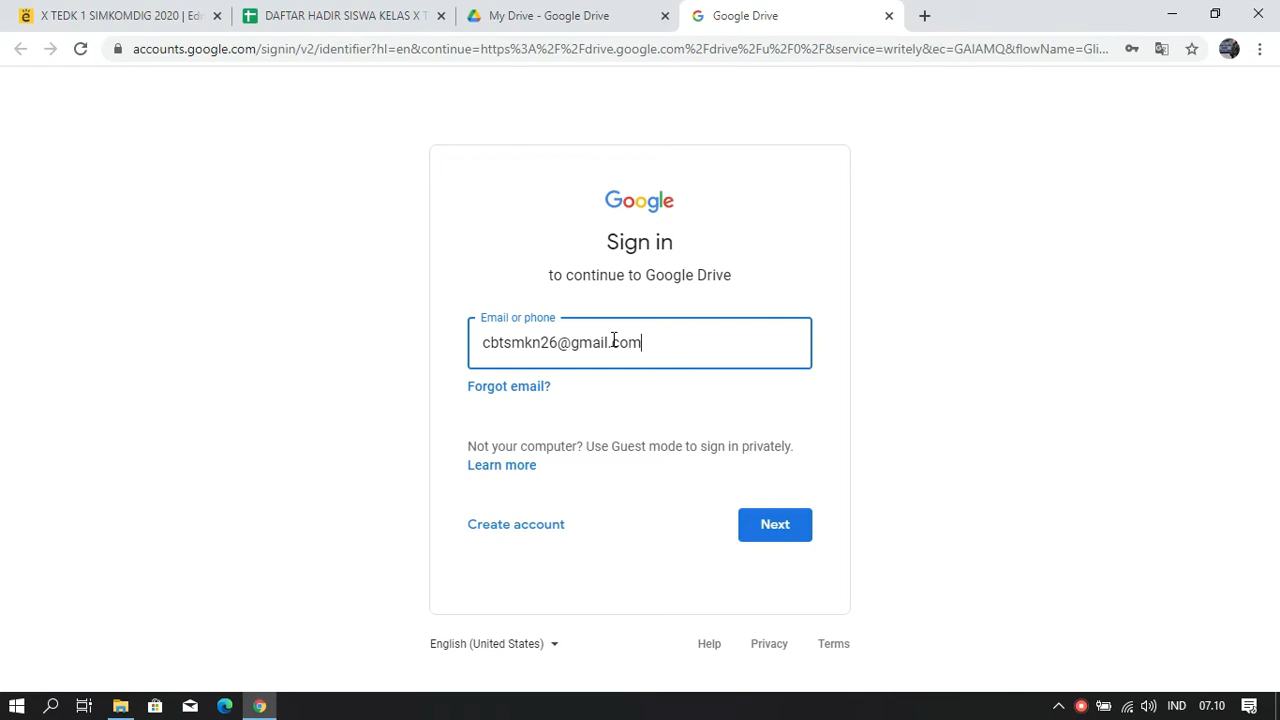 X TEDK 1 SIMKOMDIG 2020 | Ed
DAFTAR HADIR SISWA KELAS X T
My Drive - Google Drive
Google Drive
accounts.google.com/signin/v2/identifier?hl=en&continue=https%3A%2F%2Fdrive.google.com%2Fdrive%2Fu%2F0%2F&service=writely&ec=GAlAMQ&flowName=Gli...
Google
Sign in
to continue to Google Drive
Email or phone
cbtsmkn26@gmail.com
Forgot email?
Not your computer? Use Guest mode to sign in privately.
Learn more
Create account
Next
English (United States)
Help
Privacy
Terms
IND
07.10